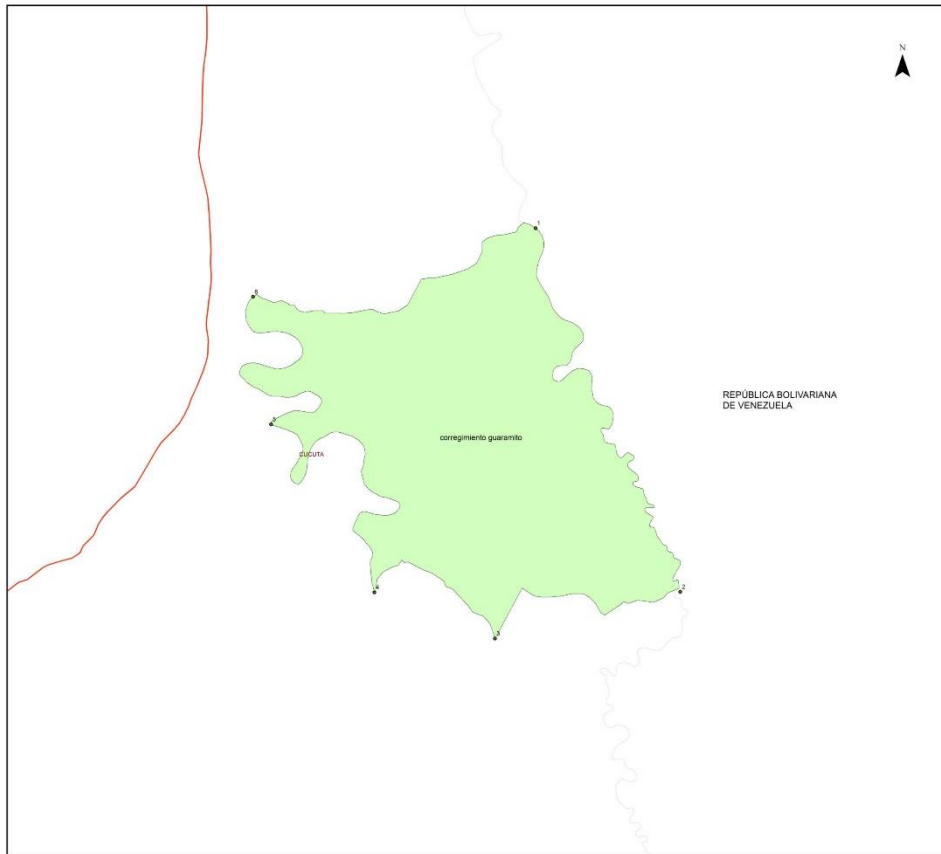 N
1
6
REPÚBLICA BOLIVARIANA
DE VENEZUELA
5
corregimiento guaramito
CUCUTA
4
2
3